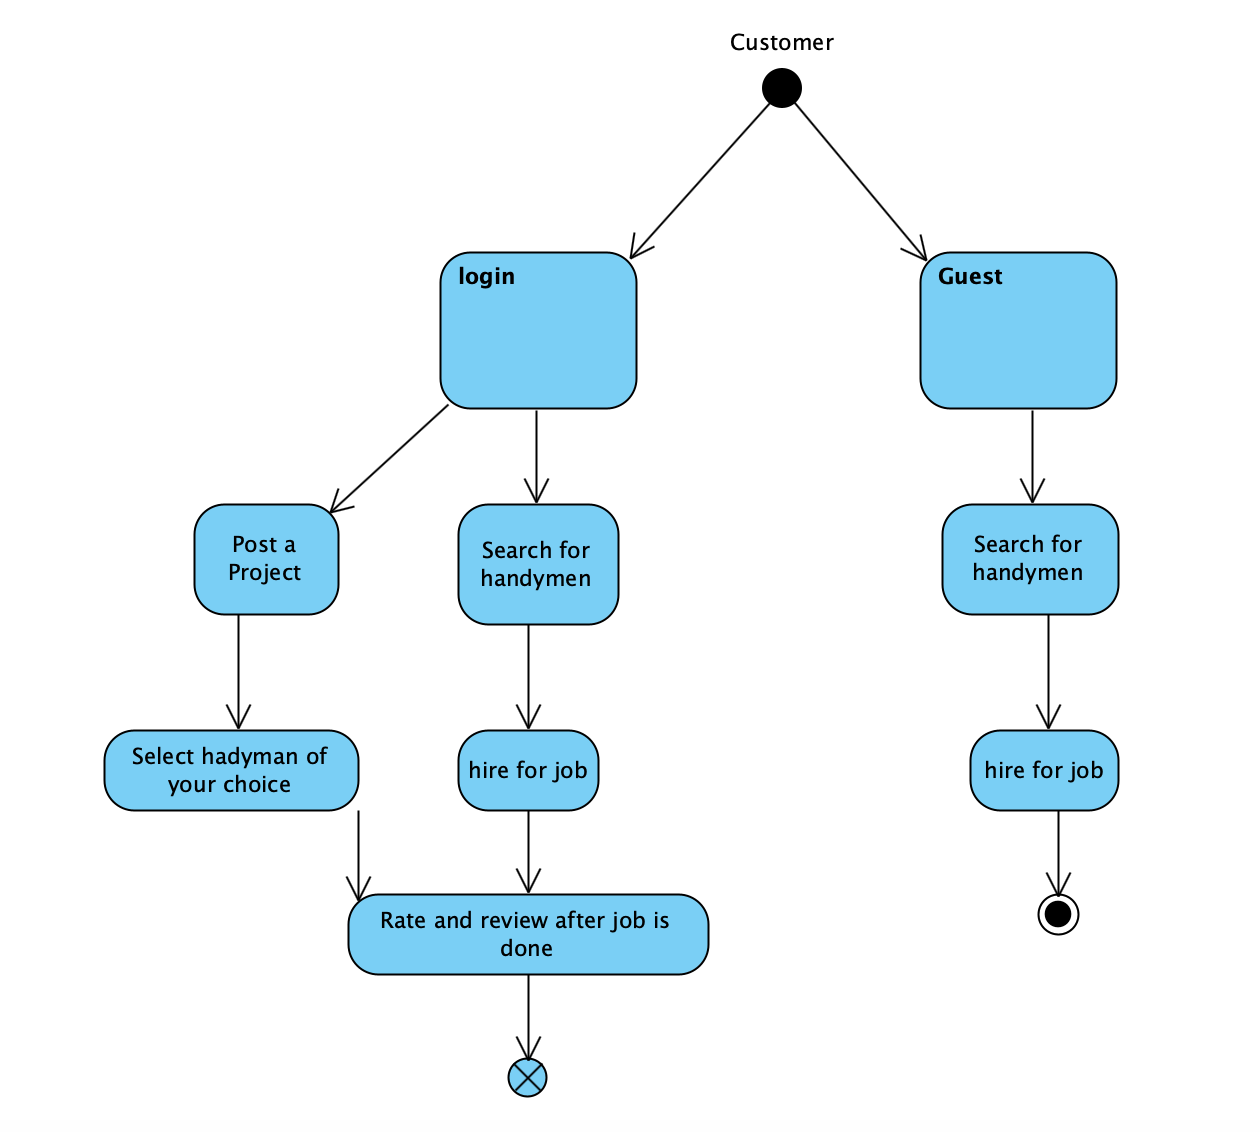 Customer
login
Guest
Post a
Project
Search for
handymen
Search for
handymen
Select hadyman of
your choice
hire for job
hire for job
Rate and review after job is
done